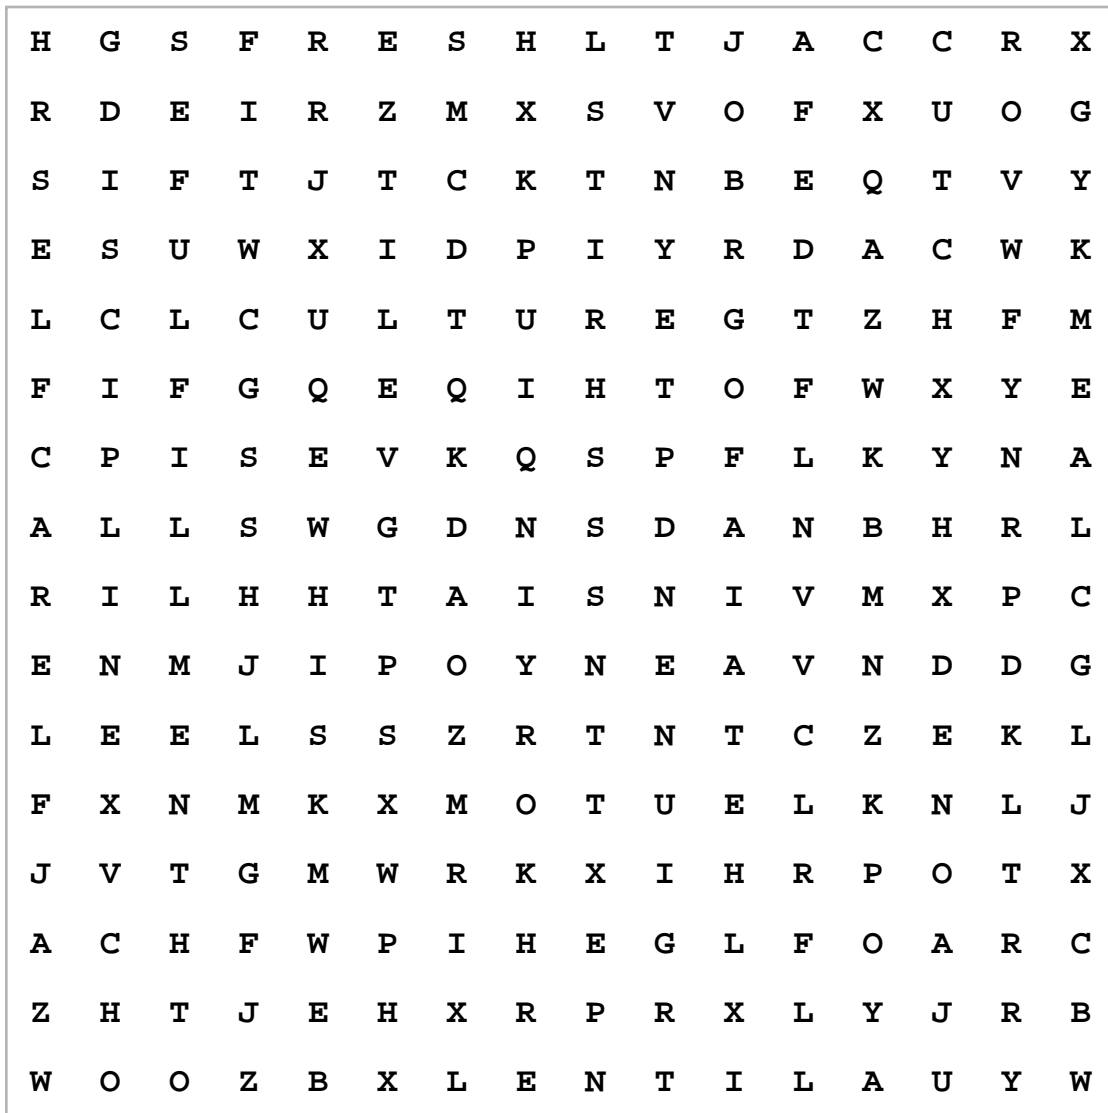 H G S F R E S H L T J A C C R X
R D E I R Z M X S V O F X U O G
S I F T J T C K T N B E Q T V Y
E S U W X I D P I Y R D A C W K
L C L C U L T U R E G T Z H F M
F I F G Q E Q I H T O F W X Y E
C P I S E V K Q S P F L K Y N A
A L L S W G D N S D A N B H R L
R I L H H T A I S N I V M X P C
E N M J I P O Y N E A V N D D G
L E E L S S Z R T N T C Z E K L
F X N M K X M O T U E L K N L J
J V T G M W R K X I H R P O T X
A C H F W P I H E G L F O A R C
Z H T J E H X R P R X L Y J R B
W O O Z B X L E N T I L A U Y W